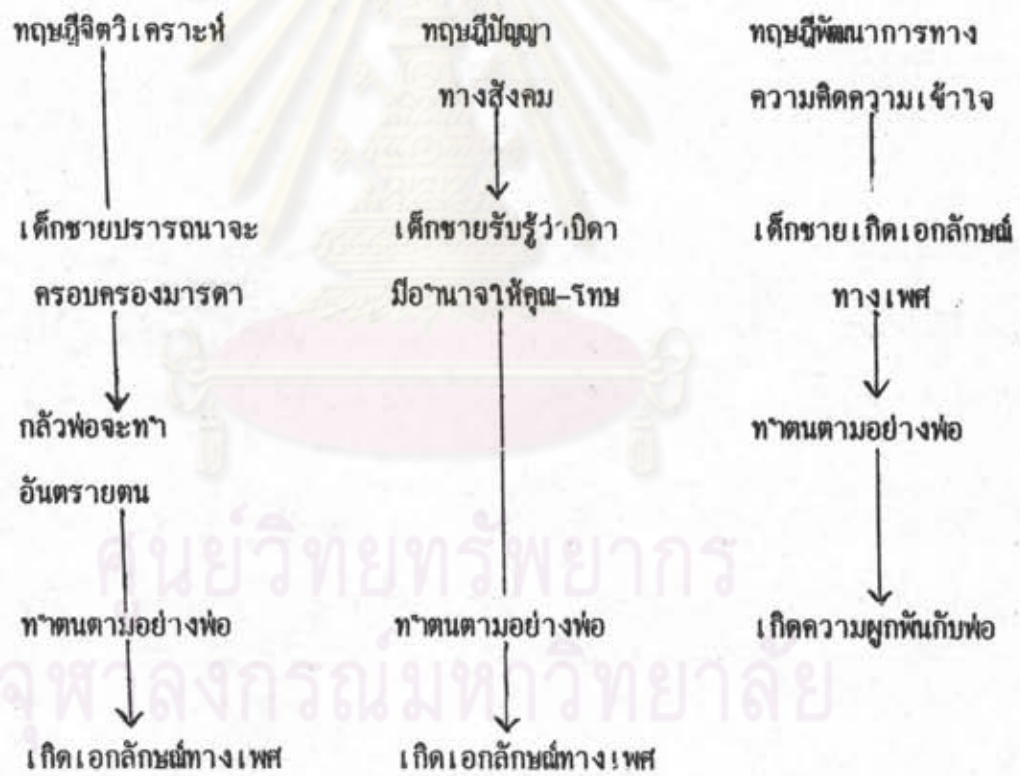 ทฤษฎีจิตวิเคราะห์
เด็กชายปรารถนาจะ
ครอบครองมารดา
กลัวพ่อจะทำ
อันตรายตน
ทำตนตามอย่างพ่อ
เกิดเอกลักษณ์ทางเพศ
ทฤษฎีปัญญา
ทางสังคม
เด็กชายรับรู้ว่าบิดา
มีอำนาจให้คุณ-โทษ
ทำตนตามอย่างพ่อ
เกิดเอกลักษณ์ทางเพศ
ทฤษฎีพัฒนาการทาง
ความคิดความเข้าใจ
เด็กชายเกิดเอกลักษณ์
ทางเพศ
ทำตนตามอย่างพ่อ
เกิดความผูกพันกับพ่อ
ศูนย์วิทยทรัพยากร
จุฬาลงกรณ์มหาวิทยาลัย